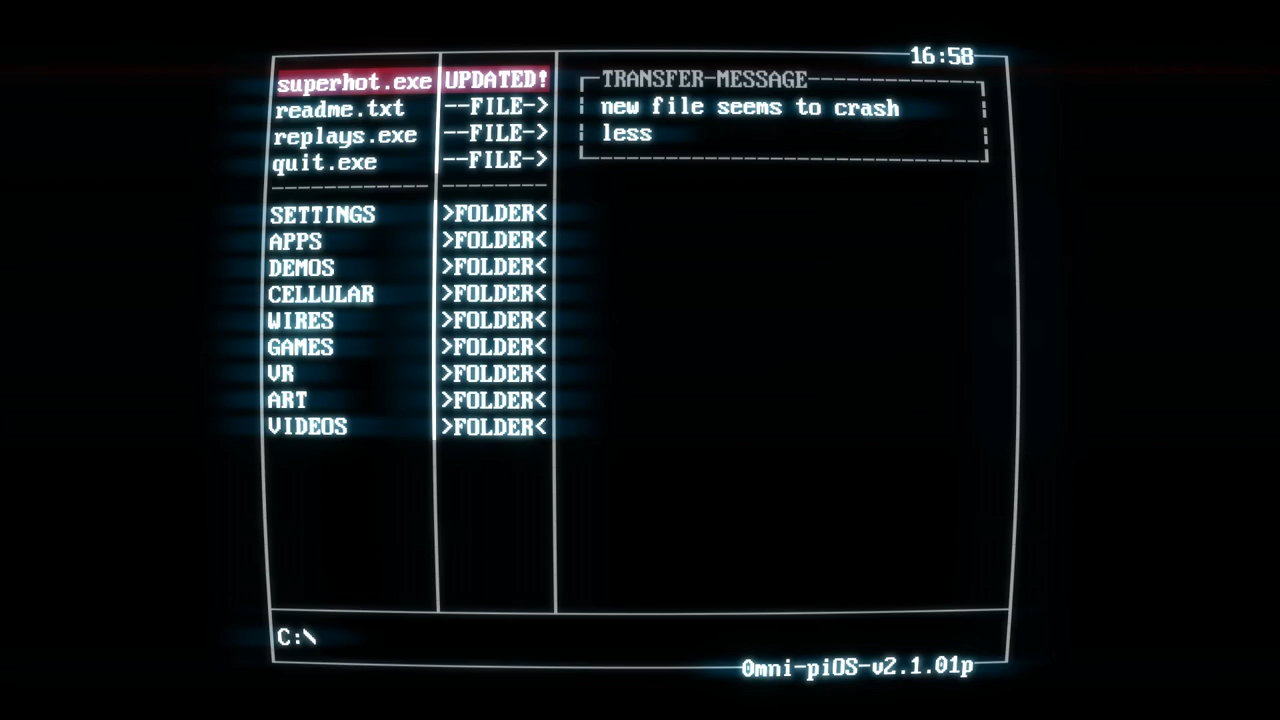 16:58
superhot.exe UPDATED! TRANSFER-MESSAGE
readme.txt --FILE-> new file seems to crash
replays.exe --FILE-> less
quit.exe --FILE->
SETTINGS >FOLDER<
APPS >FOLDER<
DEMOS >FOLDER<
CELLULAR >FOLDER<
WIRES >FOLDER<
GAMES >FOLDER<
VR >FOLDER<
ART >FOLDER<
VIDEOS >FOLDER<
C:\
0mni-piOS-v2.1.01p